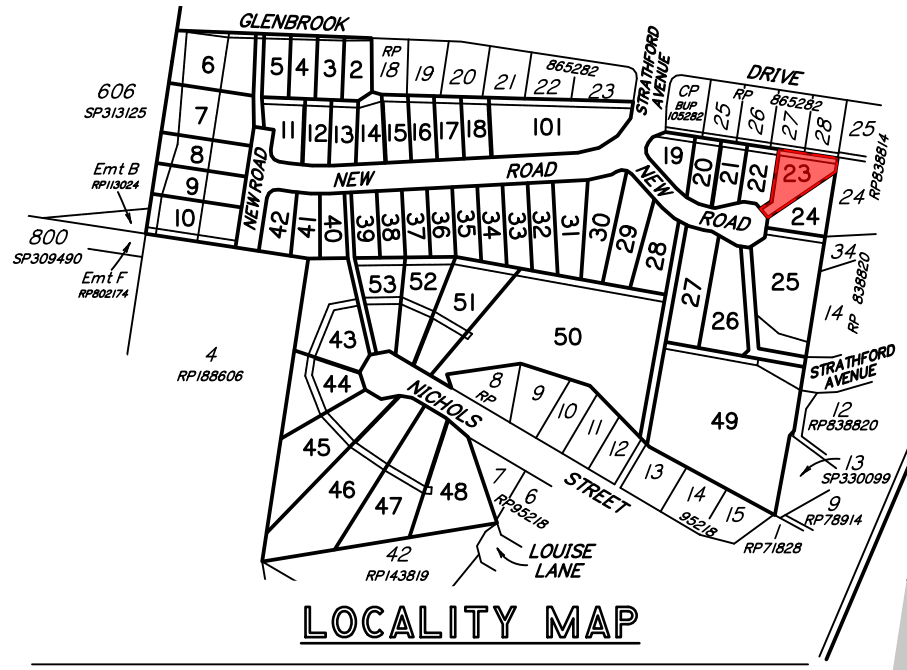 GLENBROOK
STRATHFORD
AVENUE
DRIVE
606
SP313125
6
5
4
3
2
RP
18
19
20
21
22
23
865282
CP
BUP
105282
25
RP
26
865282
27
28
25
RP838814
24
7
8
9
10
11
12
13
14
15
16
17
18
101
19
20
21
22
23
24
Emt B
RP113024
800
SP309490
Emt F
RP802174
NEW ROAD
NEW ROAD
NEW ROAD
42
41
40
39
38
37
36
35
34
33
32
31
30
29
28
27
26
25
34
RP 838820
14
53
52
51
50
43
44
45
46
47
48
49
4
RP188606
NICHOLS STREET
8
RP
9
10
11
12
13
14
15
95218
7
6
RP95218
STRATHFORD
AVENUE
12
RP838820
13
SP330099
9
RP78914
1
RP71828
42
RP143819
LOUISE
LANE
LOCALITY MAP